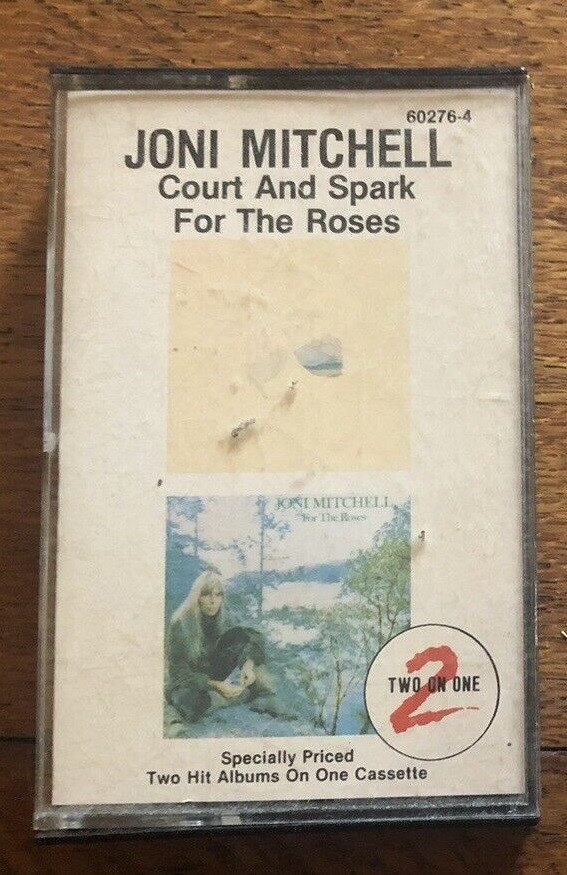 60276-4
JONI MITCHELL
Court And Spark
For The Roses
JONI MITCHELL
For The Roses
2
TWO ON ONE
Specially Priced
Two Hit Albums On One Cassette